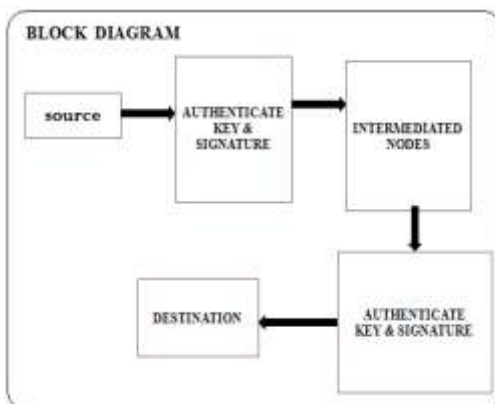 BLOCK DIAGRAM
source
AUTHENTICATE
KEY &
SIGNATURE
INTERMEDIATED
NODES
AUTHENTICATE
KEY & SIGNATURE
DESTINATION